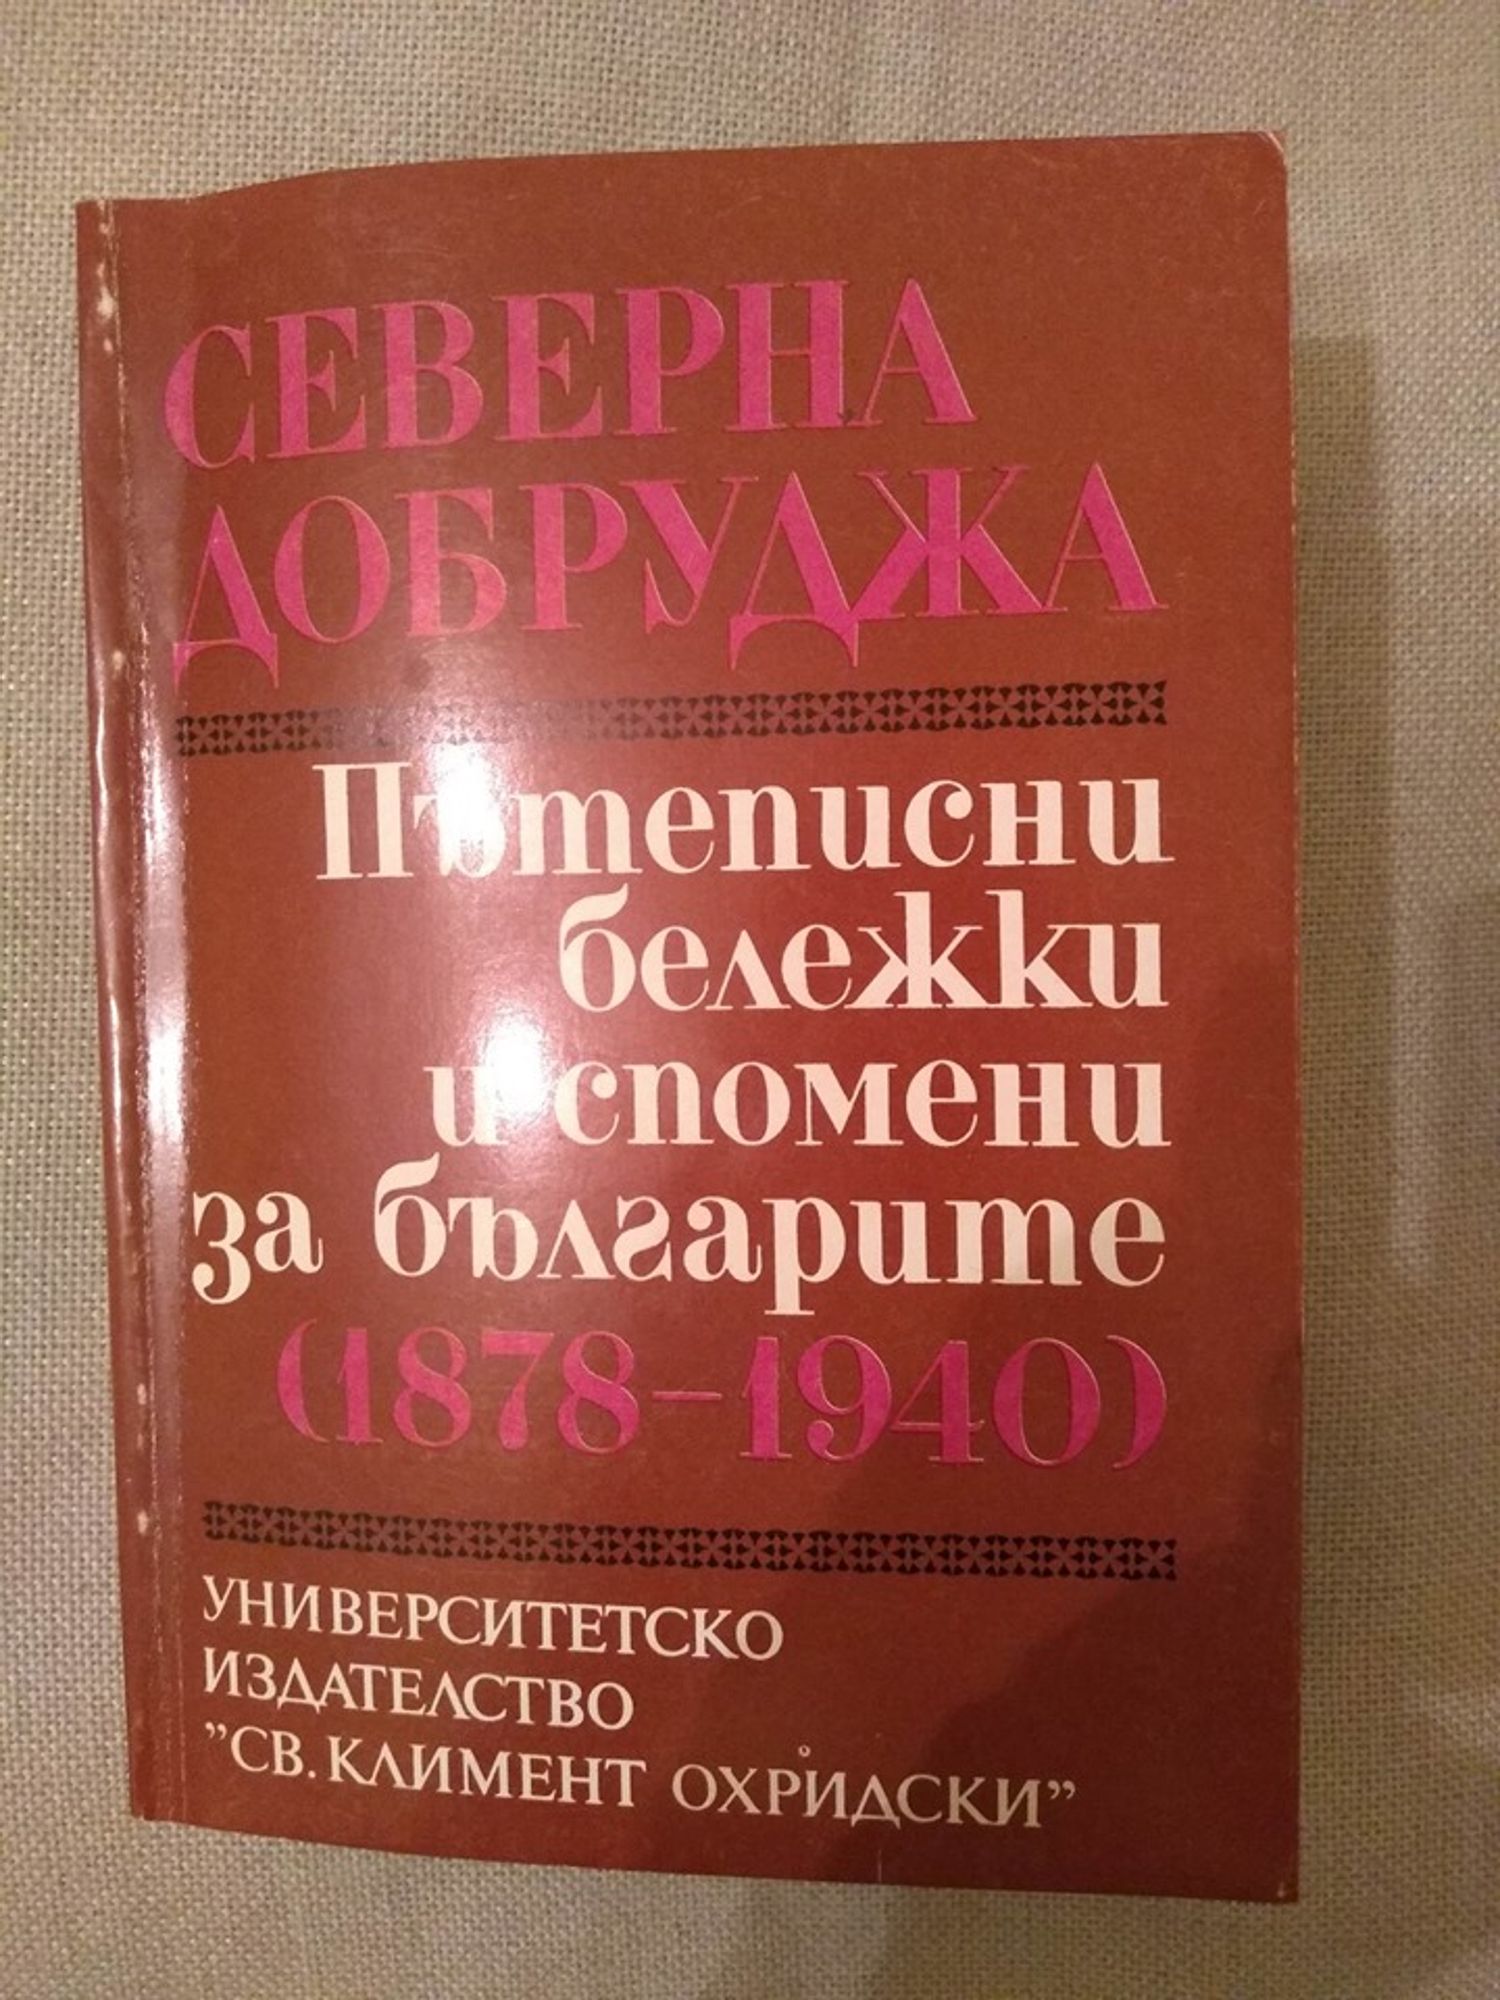 СЕВЕРНА
ДОБРУДЖА
Пътеписни
бележки
и спомени
за българите
(1878–1940)
УНИВЕРСИТЕТСКО
ИЗДАТЕЛСТВО
"СВ. КЛИМЕНТ ОХРИДСКИ"